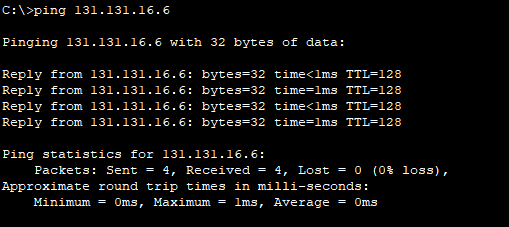 C:\>ping 131.131.16.6
Pinging 131.131.16.6 with 32 bytes of data:
Reply from 131.131.16.6: bytes=32 time<1ms TTL=128
Reply from 131.131.16.6: bytes=32 time=1ms TTL=128
Reply from 131.131.16.6: bytes=32 time<1ms TTL=128
Reply from 131.131.16.6: bytes=32 time=1ms TTL=128
Ping statistics for 131.131.16.6:
    Packets: Sent = 4, Received = 4, Lost = 0 (0% loss),
Approximate round trip times in milli-seconds:
    Minimum = 0ms, Maximum = 1ms, Average = 0ms